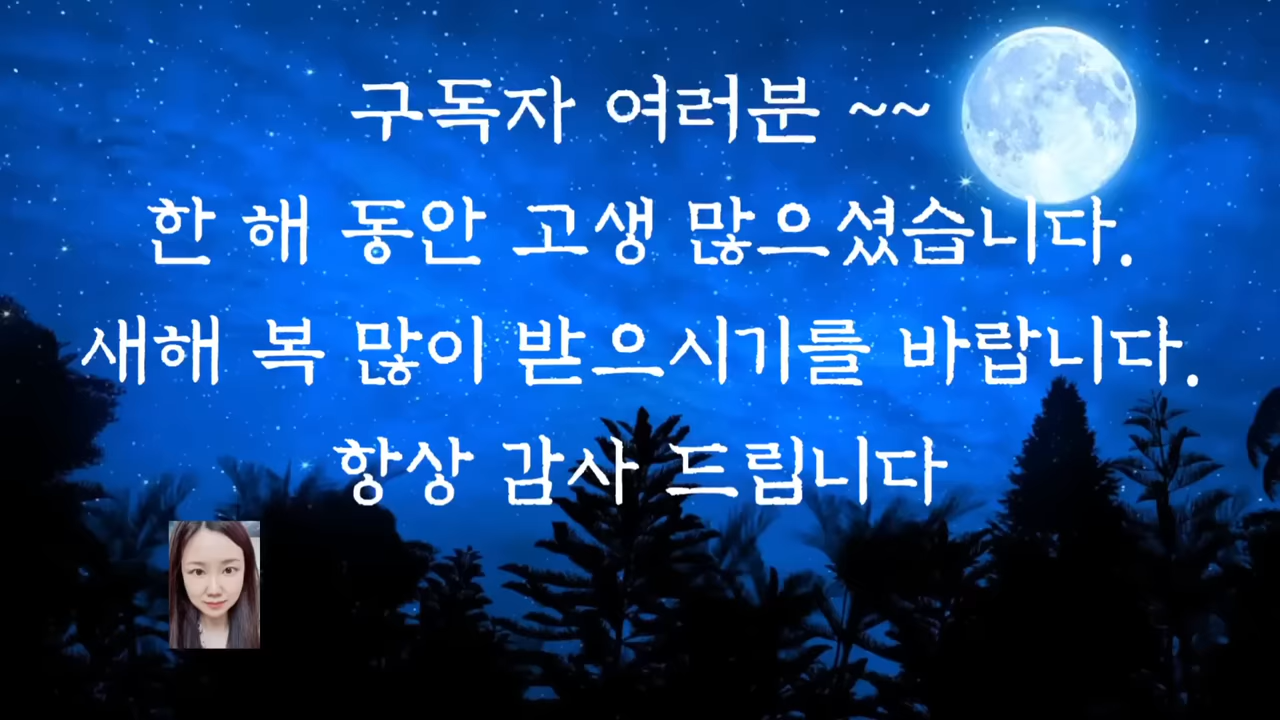 구독자 여러분 ~~
한 해 동안 고생 많으셨습니다.
새해 복 많이 받으시기를 바랍니다.
항상 감사 드립니다